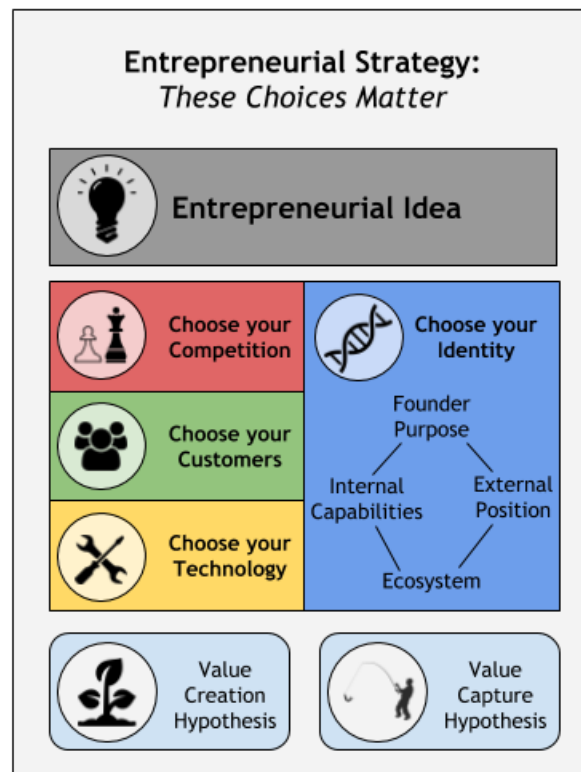 Entrepreneurial Strategy:
These Choices Matter
Entrepreneurial Idea
Choose your
Competition
Choose your
Customers
Choose your
Technology
Choose your
Identity
Founder
Purpose
Internal
Capabilities
External
Position
Ecosystem
Value
Creation
Hypothesis
Value
Capture
Hypothesis